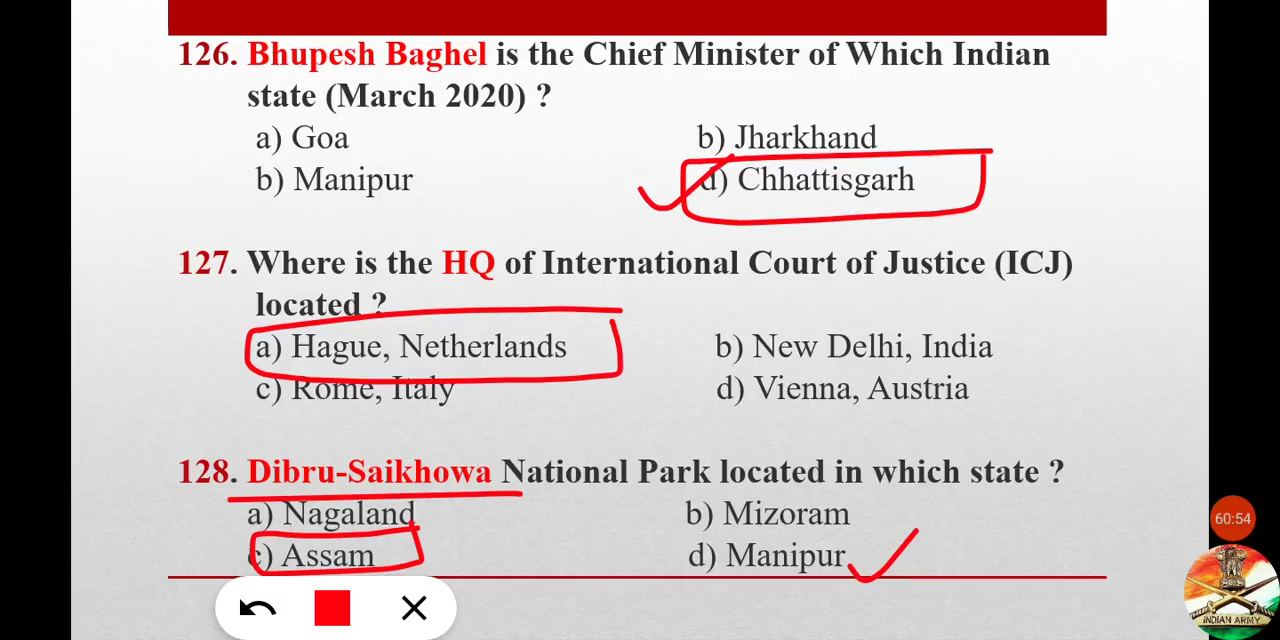 126. Bhupesh Baghel is the Chief Minister of Which Indian
state (March 2020) ?
a) Goa
b) Jharkhand
b) Manipur
d) Chhattisgarh
127. Where is the HQ of International Court of Justice (ICJ)
located ?
a) Hague, Netherlands
b) New Delhi, India
c) Rome, Italy
d) Vienna, Austria
128. Dibru-Saikhowa National Park located in which state ?
a) Nagaland
b) Mizoram
c) Assam
d) Manipur
60:54
INDIAN ARMY